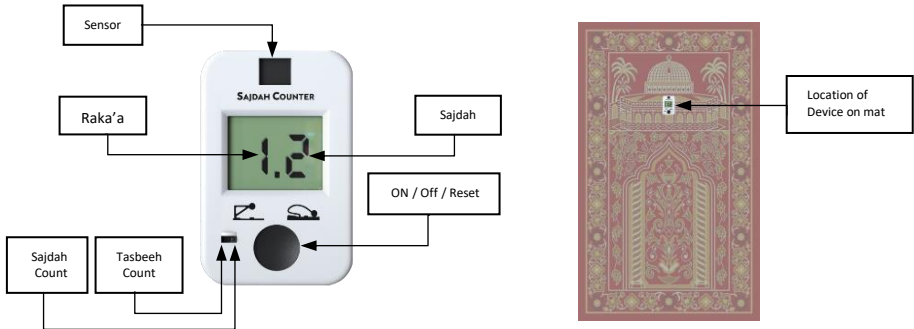 Sensor
SAJDAH COUNTER
Raka’a
Sajdah
1.2
ON / Off / Reset
Sajdah
Count
Tasbeeh
Count
Location of
Device on mat